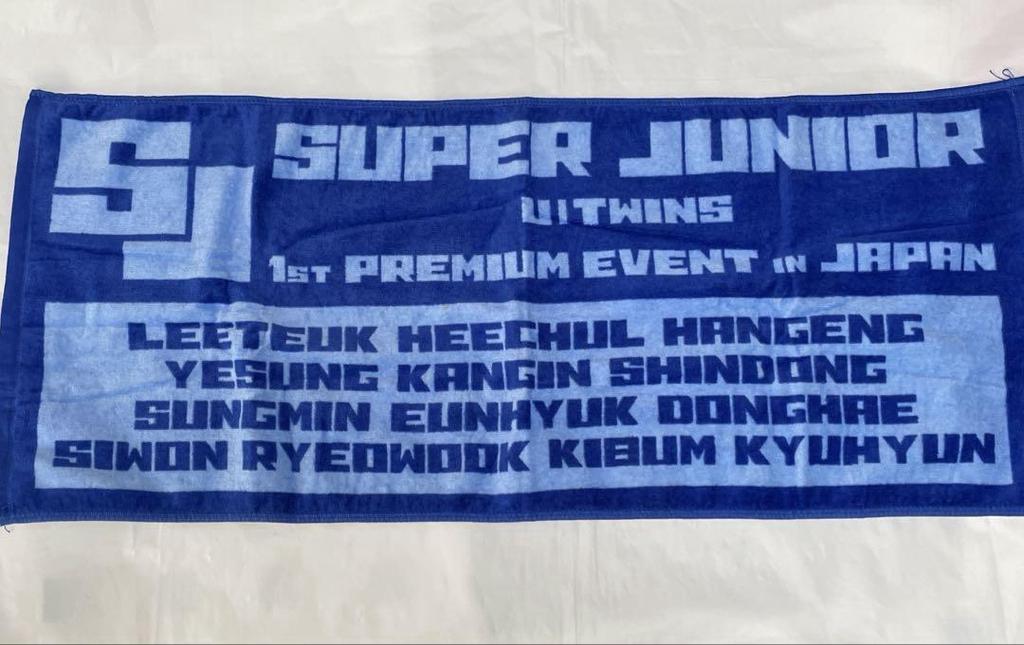 SJ
SUPER JUNIOR
U|TWINS
1ST PREMIUM EVENT IN JAPAN
LEETEUK HEECHUL HANGENG
YESUNG KANGIN SHINDONG
SUNGMIN EUNHYUK DONGHAE
SIWON RYEOWOOK KIBUM KYUHYUN